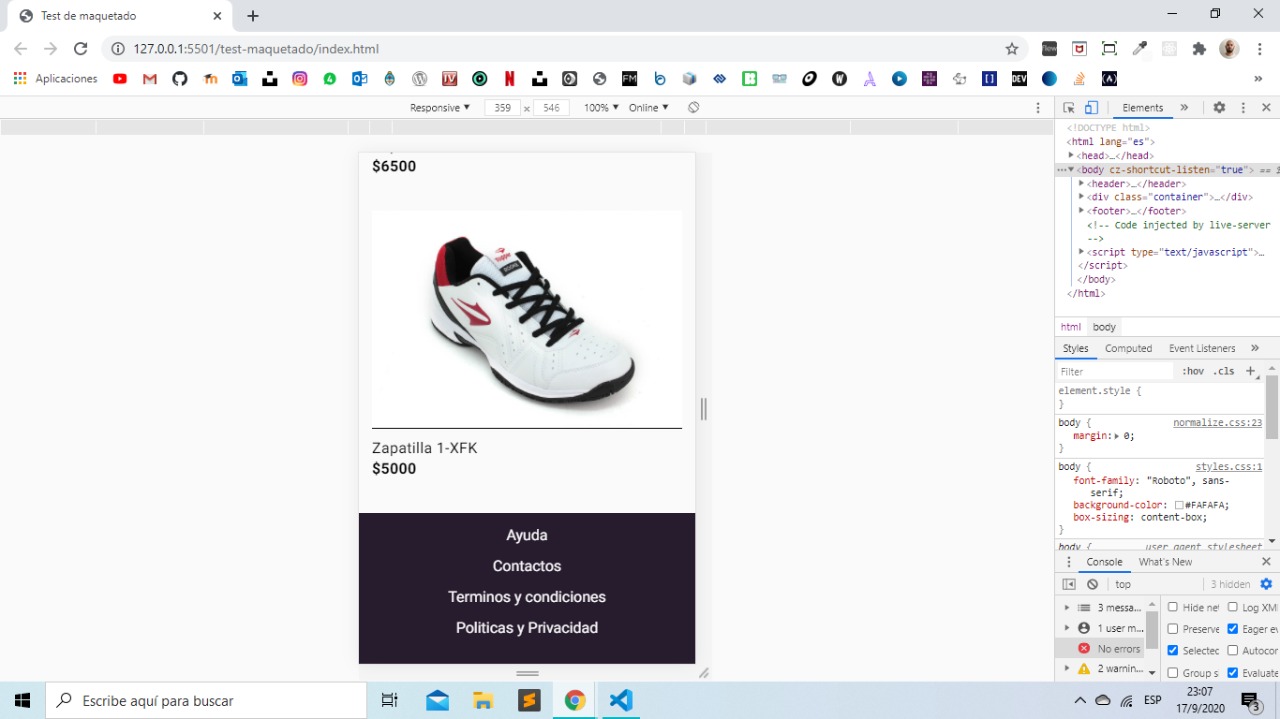 Test de maquetado
127.0.0.1:5501/test-maquetado/index.html
Aplicaciones
Responsive 359 × 546 100% Online
Elements
<!DOCTYPE html>
<html lang="es">
<head>…</head>
<body cz-shortcut-listen="true"> ==
<header>…</header>
<div class="container">…</div>
<footer>…</footer>
<!-- Code injected by live-server
-->
<script type="text/javascript">…
</script>
</body>
</html>
html body
Styles Computed Event Listeners
Filter :hov .cls
element.style {
}
body { normalize.css:23
margin: 0;
}
body { styles.css:1
font-family: "Roboto", sans-
serif;
background-color: #FAFAFA;
box-sizing: content-box;
}
body { user agent stylesheet
Console What's New
top 3 hidden
3 messa...
1 user m...
No errors
2 warnin...
Hide net Log XM
Preserve Eager ev
Selected Autocor
Group s Evaluate
$6500
topper
Zapatilla 1-XFK
$5000
Ayuda
Contactos
Terminos y condiciones
Politicas y Privacidad
Escribe aquí para buscar
ESP
23:07
17/9/2020
3